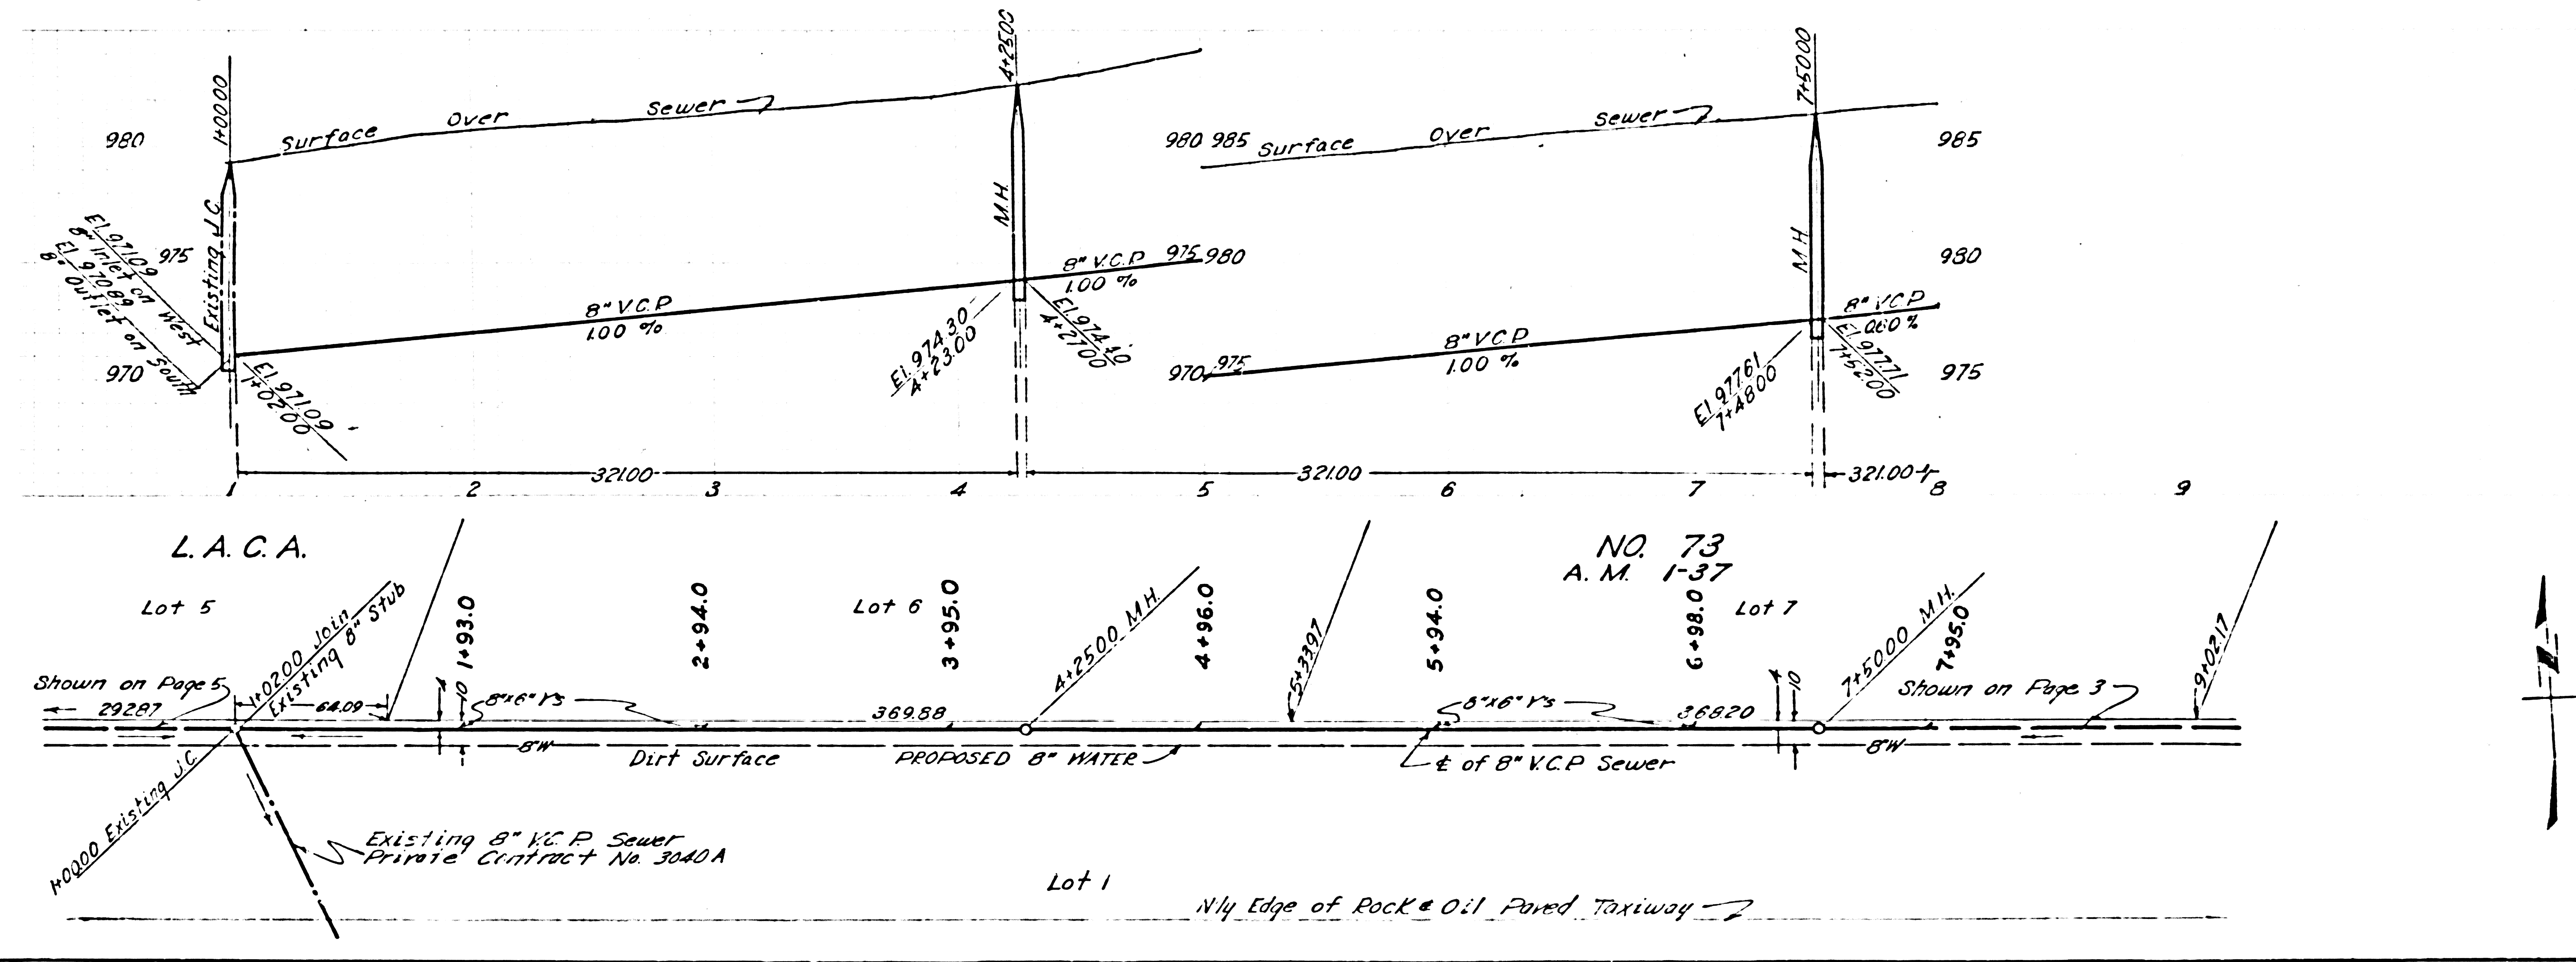 1+00.00
4+25.00
7+50.00
980
Surface Over Sewer
980 985
Surface Over Sewer
985
Existing J.C.
M.H.
M.H.
El. 971.09
8" Inlet on West
El. 970.89
8" Outlet on South
975
8" V.C.P.
1.00 %
975 980
980
8" V.C.P.
1.00 %
8" V.C.P.
1.00 %
8" V.C.P.
0.60 %
970
970 975
975
El. 971.09
1+02.00
El. 974.30
4+23.00
El. 974.40
4+27.00
El. 977.61
7+48.00
El. 977.71
7+52.00
321.00
321.00
321.00
1 2 3 4 5 6 7 8 9
L. A. C. A.
NO. 73
A. M. 1-37
Lot 5
Lot 6
Lot 7
1+02.00 Join
Existing 8" Stub
1+93.0
2+94.0
3+95.0
4+25.00 M.H.
4+96.0
5+33.97
5+94.0
6+98.0
7+50.00 M.H.
7+95.0
9+02.17
Shown on Page 5
292.87
64.09
4
10
8"x6" Y's
369.88
8"x6" Y's
368.20
4
10
Shown on Page 3
8"W
Dirt Surface
PROPOSED 8" WATER
℄ of 8" V.C.P. Sewer
8"W
1+00.00 Existing J.C.
Existing 8" V.C.P. Sewer
Private Contract No. 3040 A
Lot 1
N'ly Edge of Rock & Oil Paved Taxiway
N